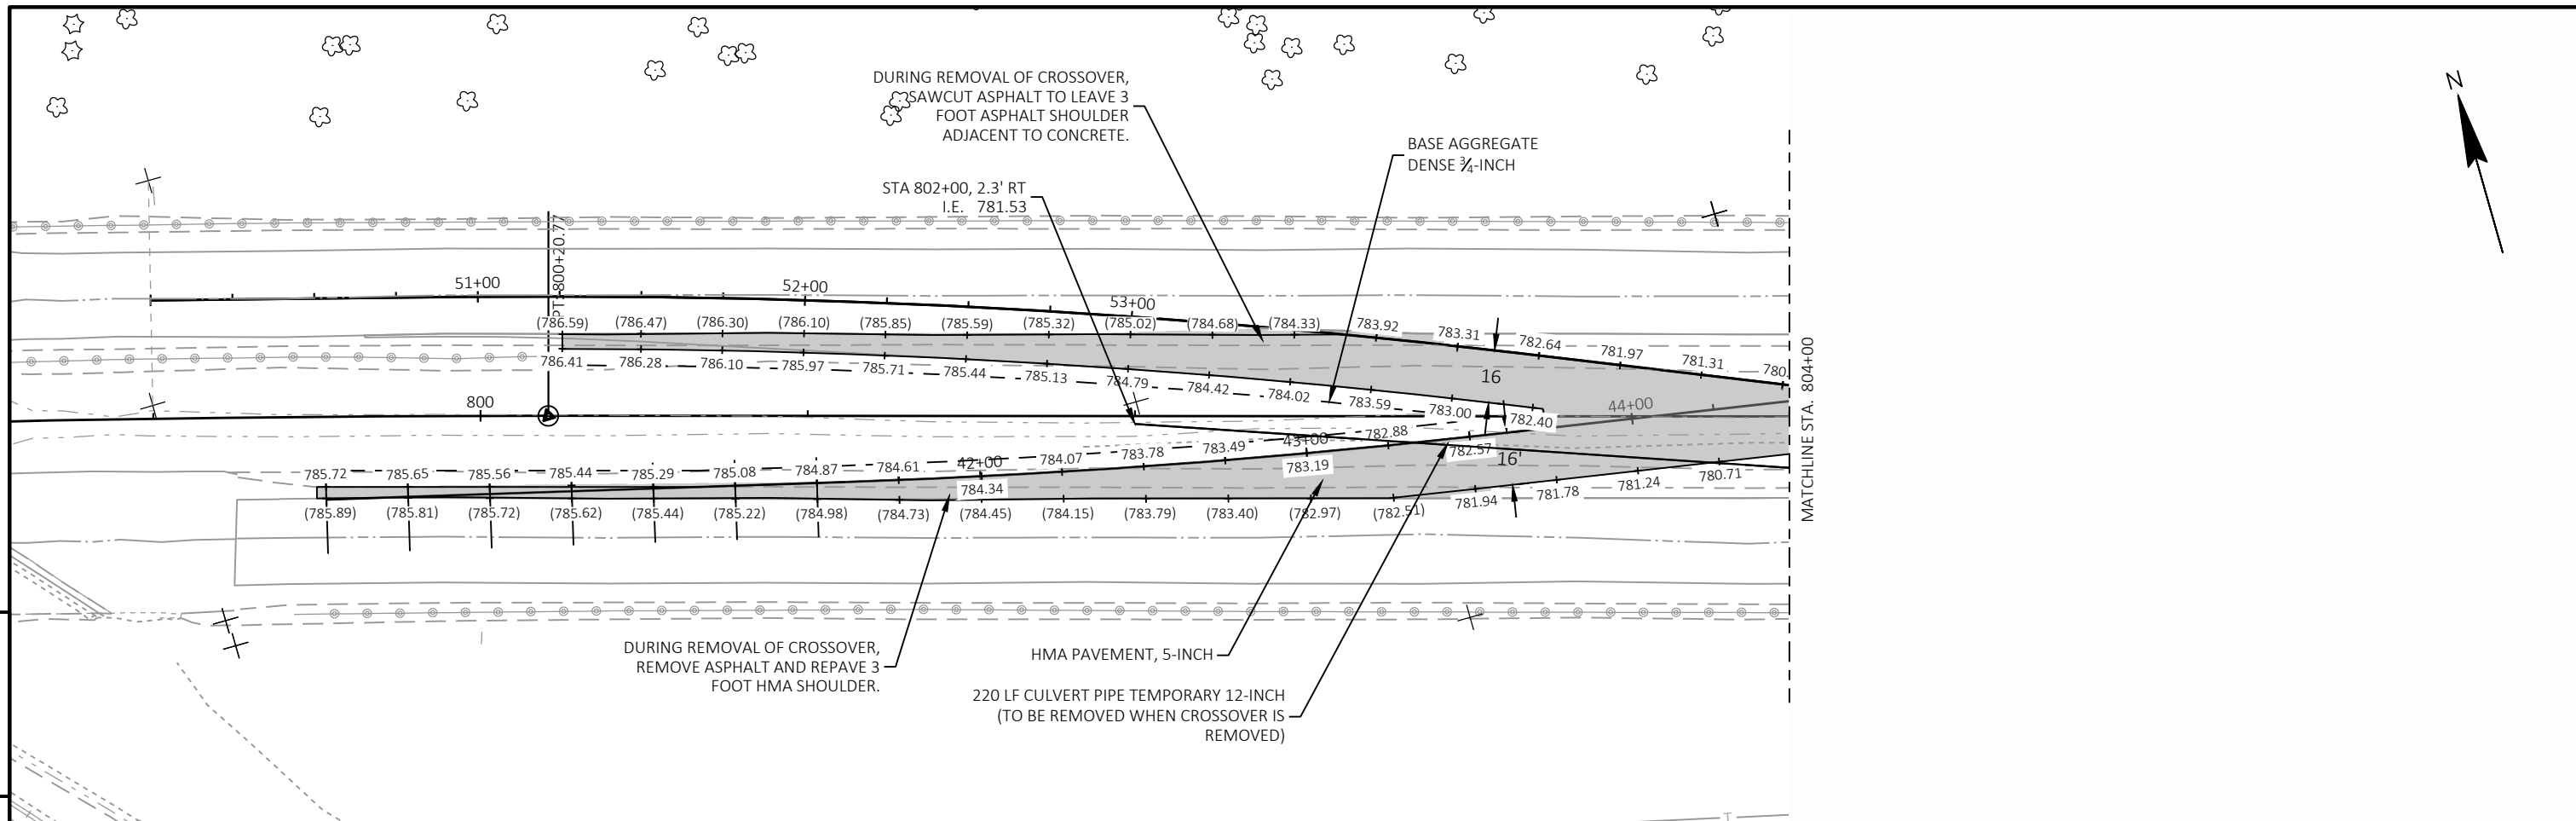 DURING REMOVAL OF CROSSOVER,
SAWCUT ASPHALT TO LEAVE 3
FOOT ASPHALT SHOULDER
ADJACENT TO CONCRETE.
N
BASE AGGREGATE
DENSE ¾-INCH
STA 802+00, 2.3' RT
I.E. 781.53
PT: 800+20.77
51+00
52+00
53+00
(786.59) (786.47) (786.30) (786.10) (785.85) (785.59) (785.32) (785.02) (784.68) (784.33) 783.92 783.31 782.64 781.97 781.31 780.
786.41 786.28 786.10 785.97 785.71 785.44 785.13 784.79 784.42 784.02 783.59 783.00 782.40
16
800
44+00
MATCHLINE STA. 804+00
785.72 785.65 785.56 785.44 785.29 785.08 784.87 784.61 42+00 784.07 783.78 783.49 43+00 782.88 782.57
16'
784.34
783.19
(785.89) (785.81) (785.72) (785.62) (785.44) (785.22) (784.98) (784.73) (784.45) (784.15) (783.79) (783.40) (782.97) (782.51) 781.94 781.78 781.24 780.71
DURING REMOVAL OF CROSSOVER,
REMOVE ASPHALT AND REPAVE 3
FOOT HMA SHOULDER.
HMA PAVEMENT, 5-INCH
220 LF CULVERT PIPE TEMPORARY 12-INCH
(TO BE REMOVED WHEN CROSSOVER IS
REMOVED)
T